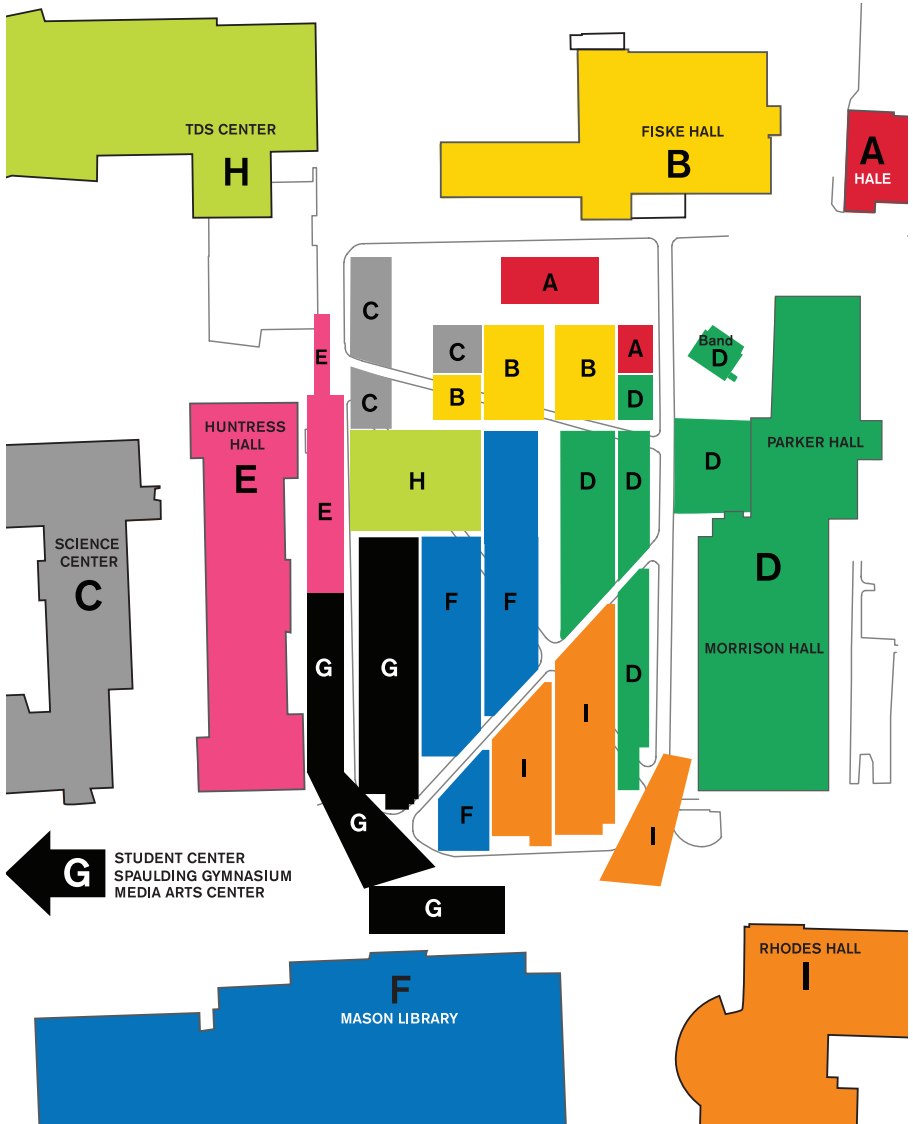 TDS CENTER
H
FISKE HALL
B
A
HALE
C
A
E
C
B
B
A
Band
D
C
B
D
HUNTRESS
HALL
E
H
D
D
D
PARKER HALL
E
SCIENCE
CENTER
C
F
F
D
G
G
D
MORRISON HALL
I
I
F
G
I
G
STUDENT CENTER
SPAULDING GYMNASIUM
MEDIA ARTS CENTER
G
F
MASON LIBRARY
RHODES HALL
I